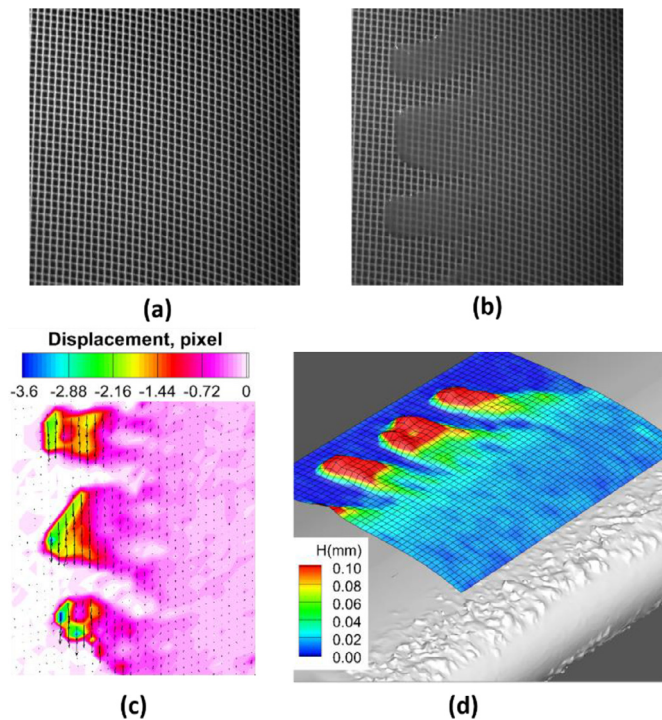 (a)
(b)
Displacement, pixel
-3.6 -2.88 -2.16 -1.44 -0.72 0
H(mm)
0.10
0.08
0.06
0.04
0.02
0.00
(c)
(d)